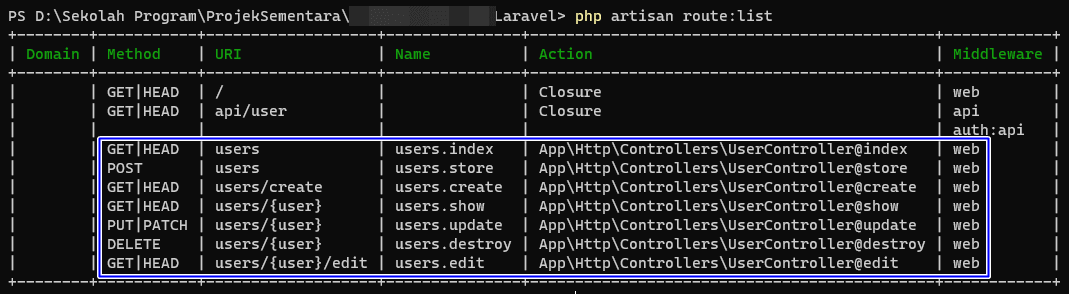 PS D:\Sekolah Program\ProjekSementara\ Laravel> php artisan route:list
+--------+-----------+-------------------+---------------+---------------------------------------------+------------+
| Domain | Method | URI | Name | Action | Middleware |
+--------+-----------+-------------------+---------------+---------------------------------------------+------------+
| | GET|HEAD | / | | Closure | web |
| | GET|HEAD | api/user | | Closure | api |
| | | | | | auth:api |
| | GET|HEAD | users | users.index | App\Http\Controllers\UserController@index | web |
| | POST | users | users.store | App\Http\Controllers\UserController@store | web |
| | GET|HEAD | users/create | users.create | App\Http\Controllers\UserController@create | web |
| | GET|HEAD | users/{user} | users.show | App\Http\Controllers\UserController@show | web |
| | PUT|PATCH | users/{user} | users.update | App\Http\Controllers\UserController@update | web |
| | DELETE | users/{user} | users.destroy | App\Http\Controllers\UserController@destroy | web |
| | GET|HEAD | users/{user}/edit | users.edit | App\Http\Controllers\UserController@edit | web |
+--------+-----------+-------------------+---------------+---------------------------------------------+------------+